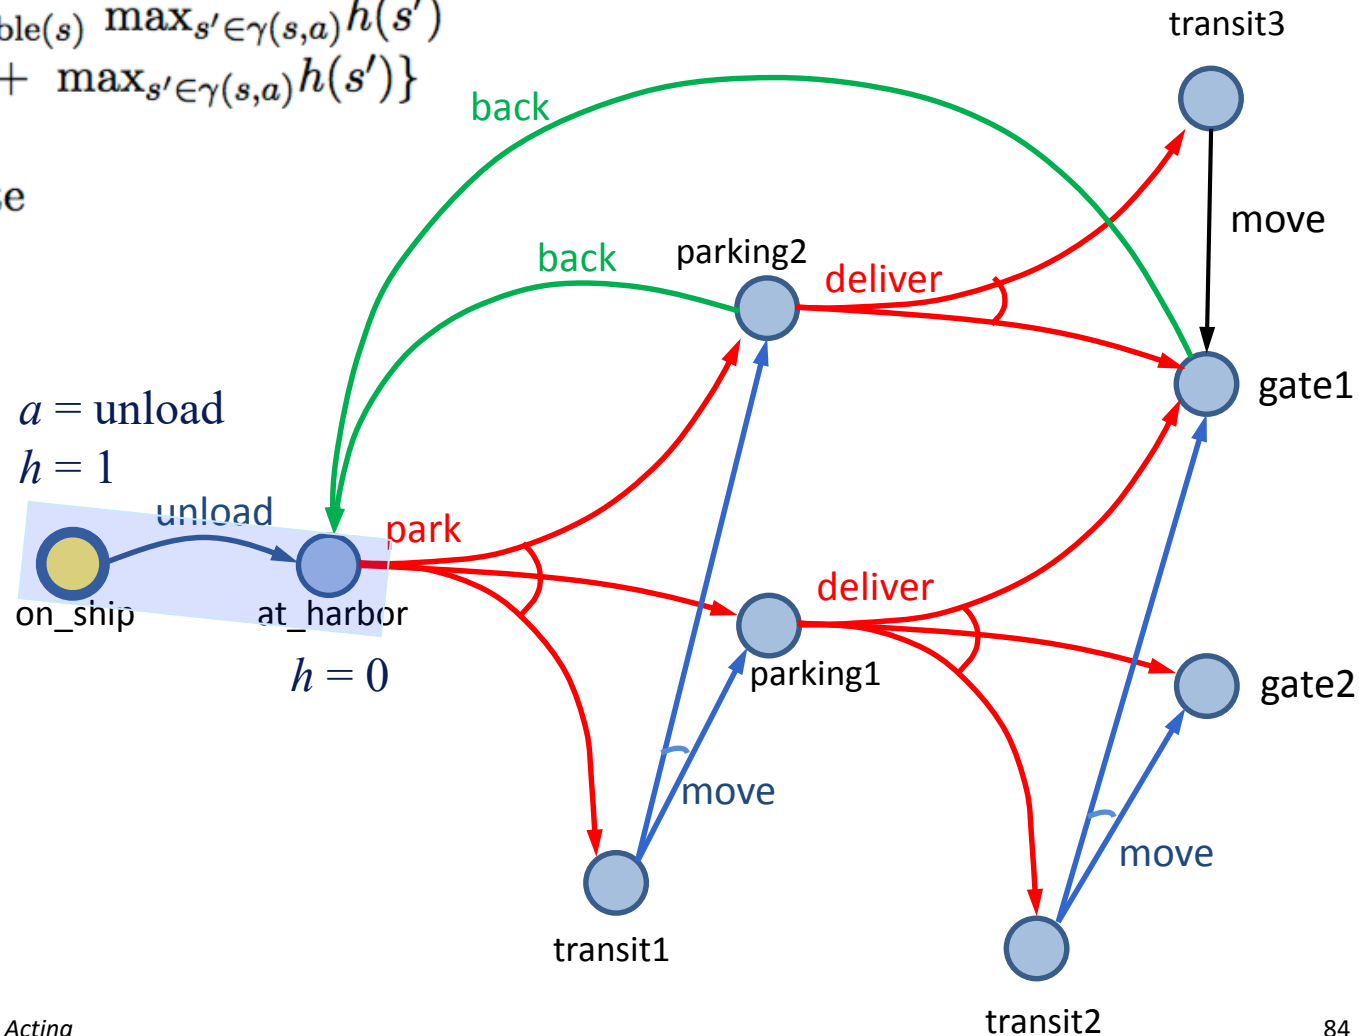 ble(s) max_{s′∈γ(s,a)} h(s′)
+ max_{s′∈γ(s,a)} h(s′)}
e
transit3
back
move
parking2
back
deliver
gate1
a = unload
h = 1
unload
park
deliver
on_ship
at_harbor
h = 0
parking1
gate2
move
move
transit1
transit2
Acting
84